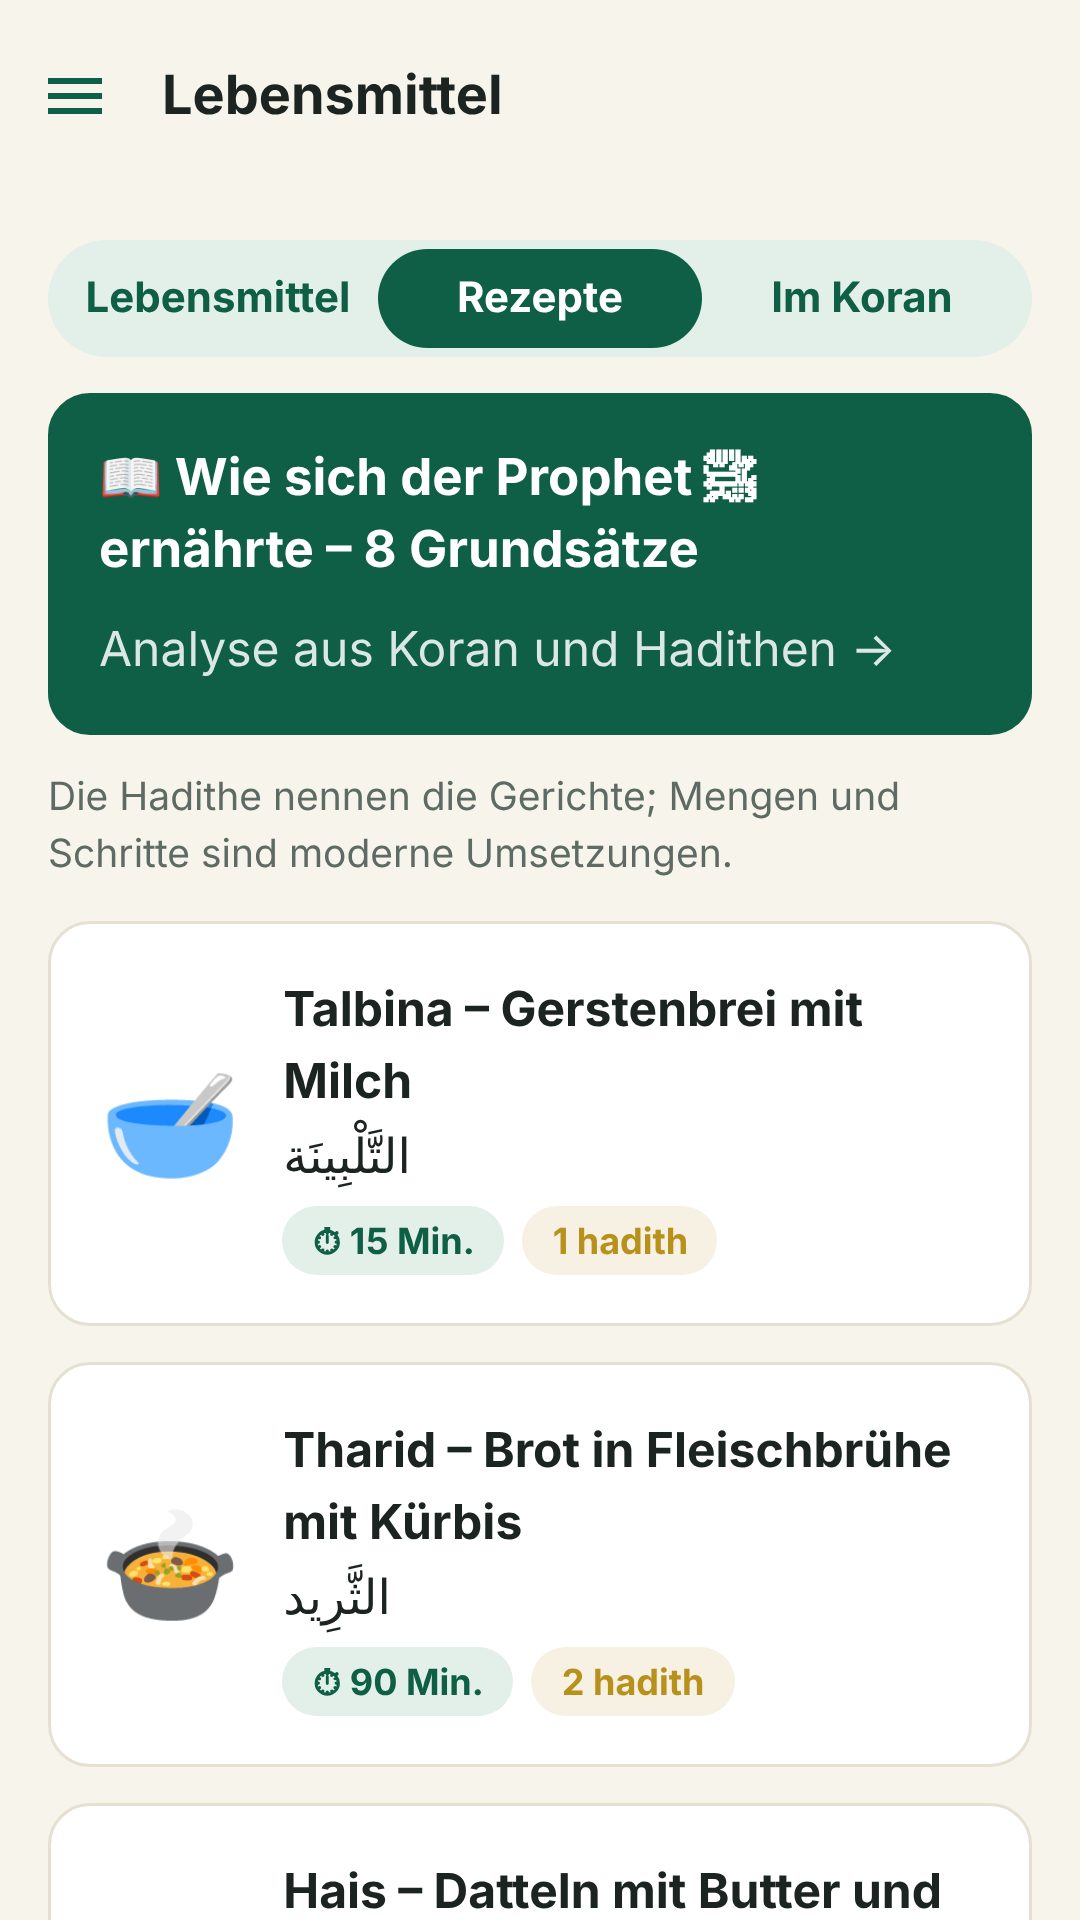 Lebensmittel
Lebensmittel Rezepte Im Koran
📖 Wie sich der Prophet ﷺ
ernährte – 8 Grundsätze
Analyse aus Koran und Hadithen →
Die Hadithe nennen die Gerichte; Mengen und
Schritte sind moderne Umsetzungen.
Talbina – Gerstenbrei mit
Milch
التَّلْبِينَة
⏱ 15 Min. 1 hadith
Tharid – Brot in Fleischbrühe
mit Kürbis
الثَّرِيد
⏱ 90 Min. 2 hadith
Hais – Datteln mit Butter und